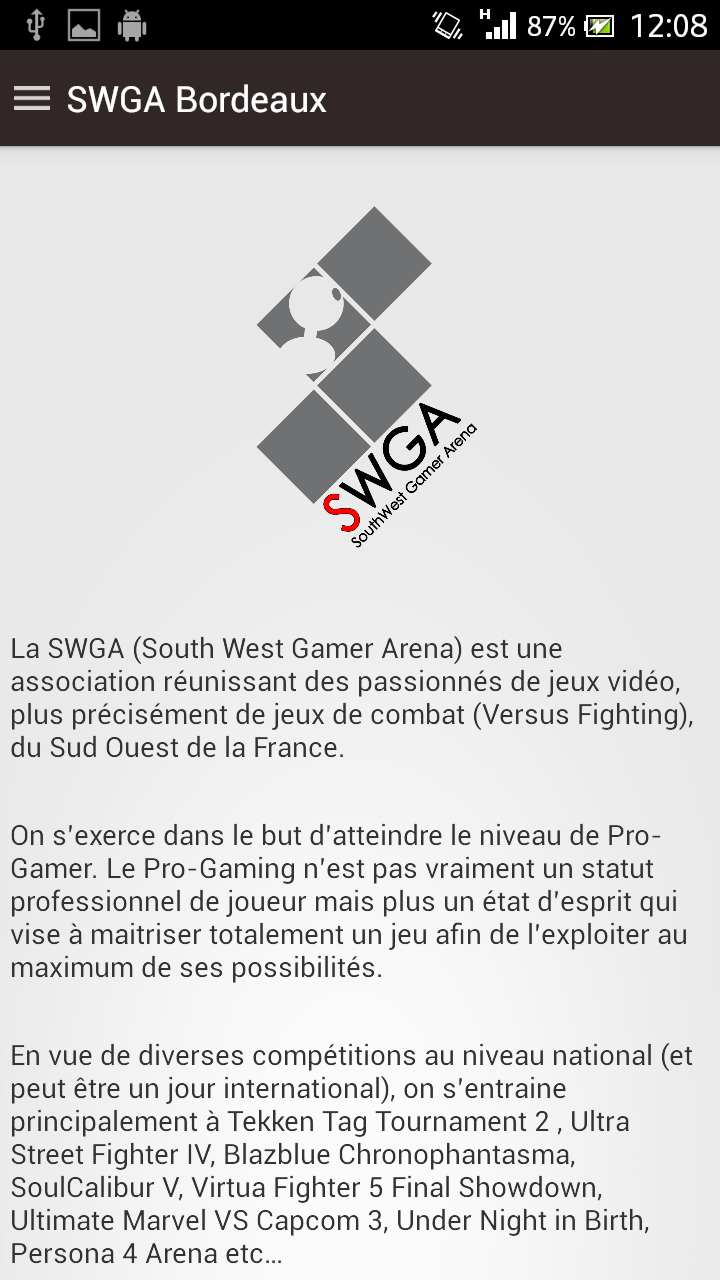 H 87% 12:08
SWGA Bordeaux
SWGA
SouthWest Gamer Arena
La SWGA (South West Gamer Arena) est une
association réunissant des passionnés de jeux vidéo,
plus précisément de jeux de combat (Versus Fighting),
du Sud Ouest de la France.
On s'exerce dans le but d'atteindre le niveau de Pro-
Gamer. Le Pro-Gaming n'est pas vraiment un statut
professionnel de joueur mais plus un état d'esprit qui
vise à maitriser totalement un jeu afin de l'exploiter au
maximum de ses possibilités.
En vue de diverses compétitions au niveau national (et
peut être un jour international), on s'entraine
principalement à Tekken Tag Tournament 2 , Ultra
Street Fighter IV, Blazblue Chronophantasma,
SoulCalibur V, Virtua Fighter 5 Final Showdown,
Ultimate Marvel VS Capcom 3, Under Night in Birth,
Persona 4 Arena etc...